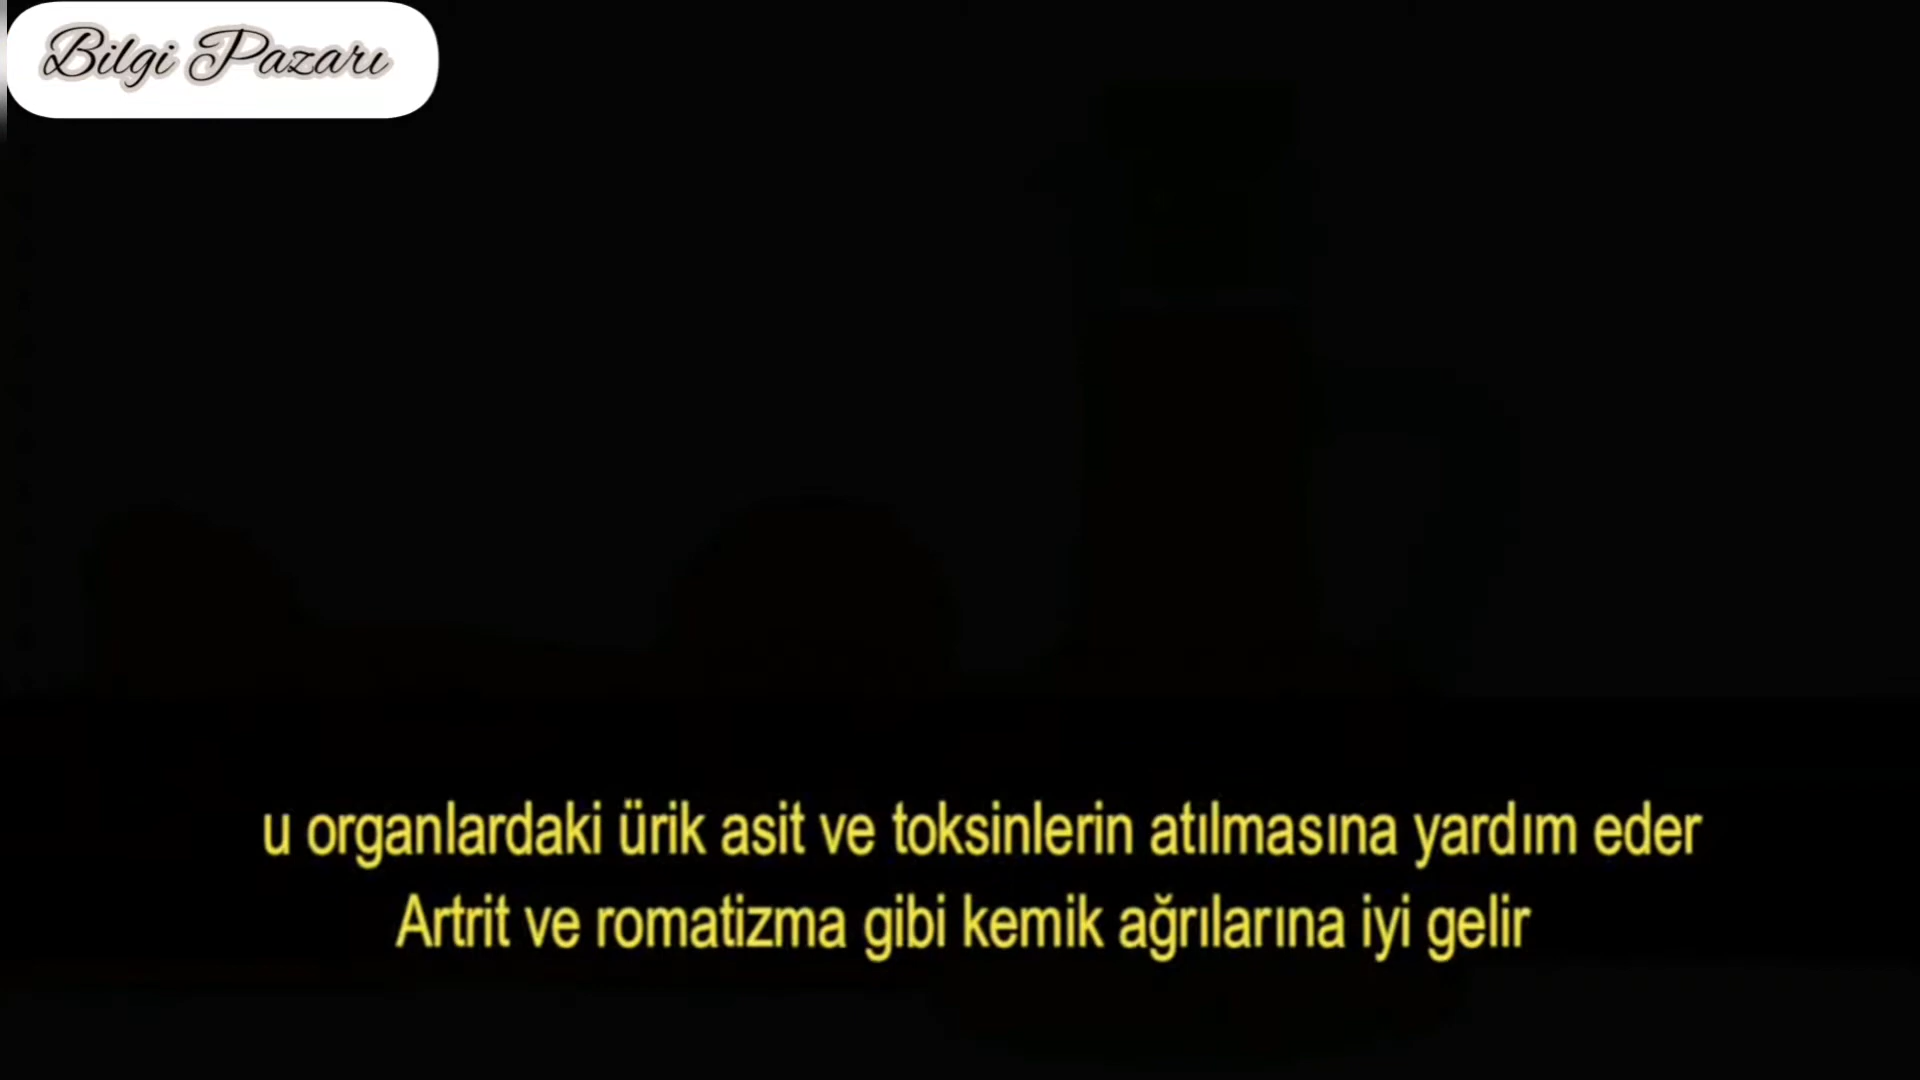 Bilgi Pazarı
u organlardaki ürik asit ve toksinlerin atılmasına yardım eder
Artrit ve romatizma gibi kemik ağrılarına iyi gelir